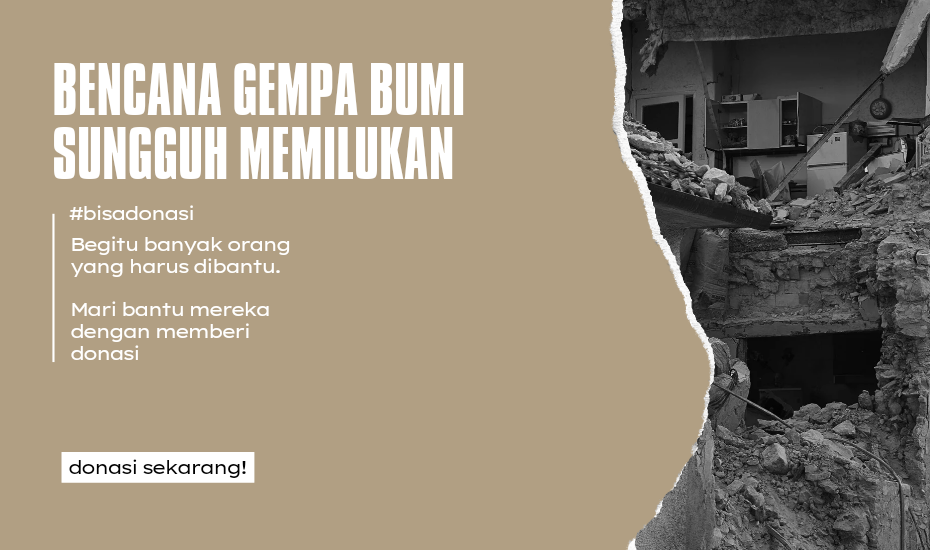 BENCANA GEMPA BUMI
SUNGGUH MEMILUKAN
#bisadonasi
Begitu banyak orang
yang harus dibantu.
Mari bantu mereka
dengan memberi
donasi
donasi sekarang!